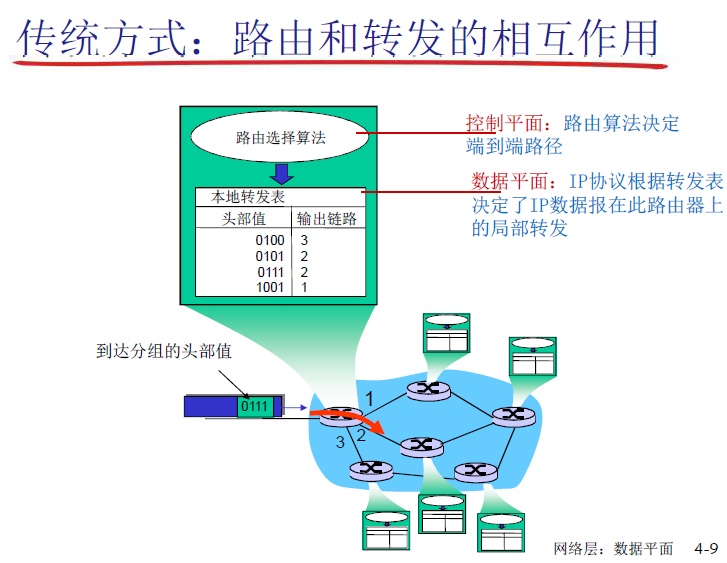 传统方式：路由和转发的相互作用
路由选择算法
控制平面：路由算法决定
端到端路径
本地转发表
数据平面：IP协议根据转发表
决定了IP数据报在此路由器上
的局部转发
头部值 输出链路
0100 3
0101 2
0111 2
1001 1
到达分组的头部值
0111
1
2
3
网络层：数据平面 4-9